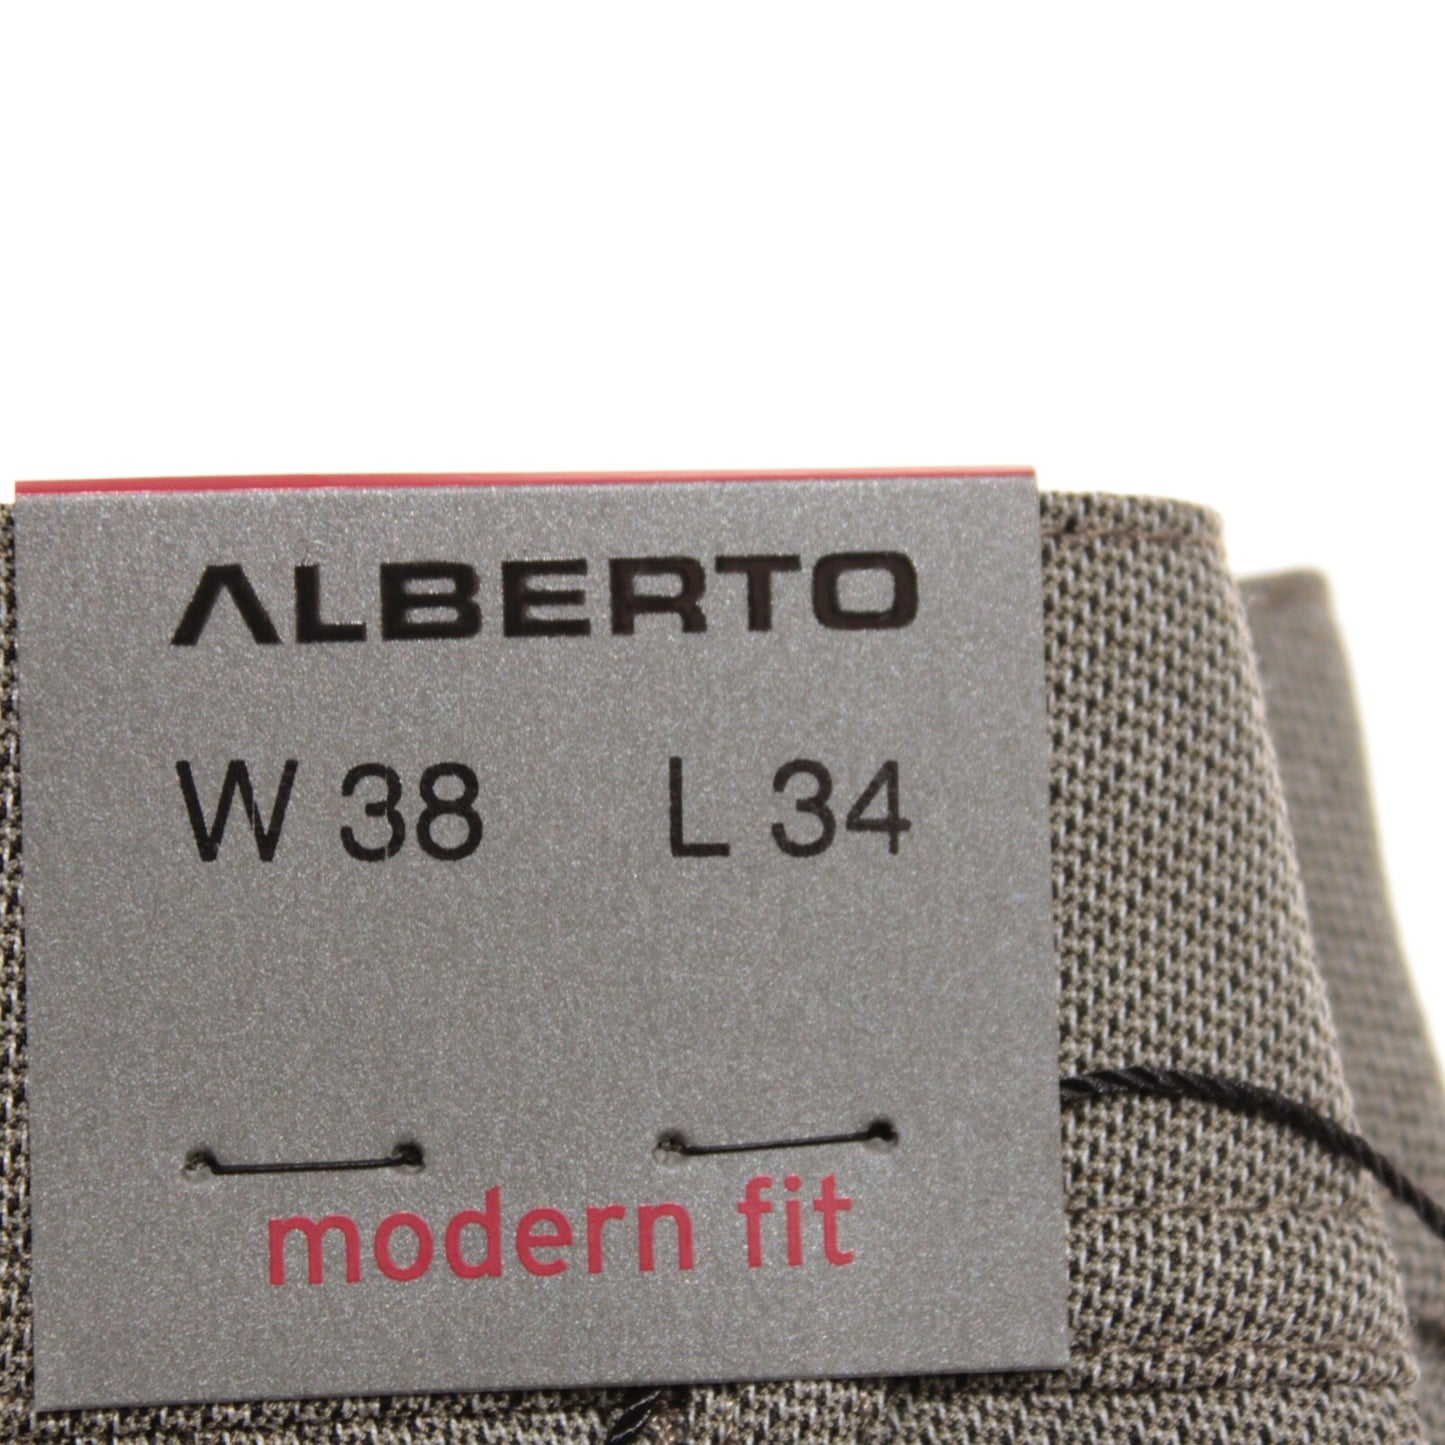 ALBERTO
W 38 L 34
modern fit